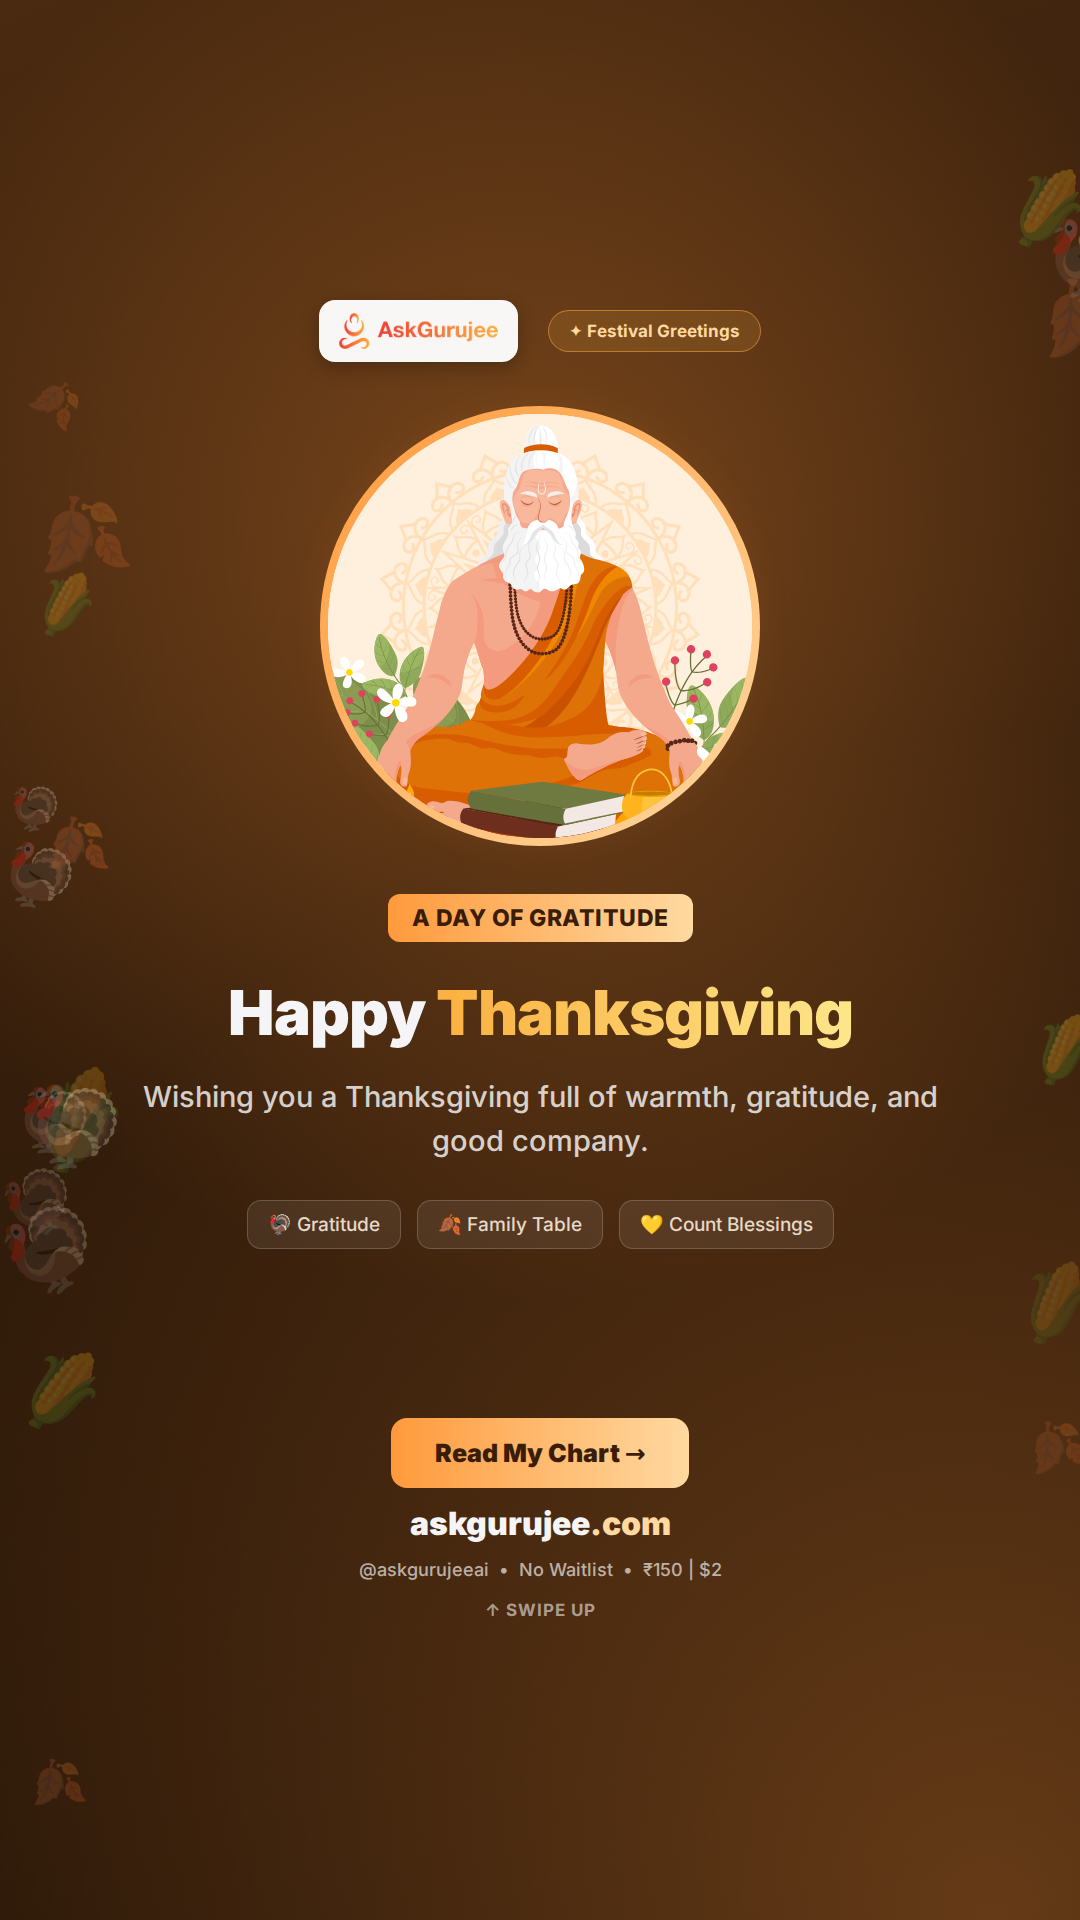 AskGurujee
✦ Festival Greetings
A DAY OF GRATITUDE
Happy Thanksgiving
Wishing you a Thanksgiving full of warmth, gratitude, and
good company.
🦃 Gratitude
🍂 Family Table
💛 Count Blessings
Read My Chart →
askgurujee.com
@askgurujeeai • No Waitlist • ₹150 | $2
↑ SWIPE UP